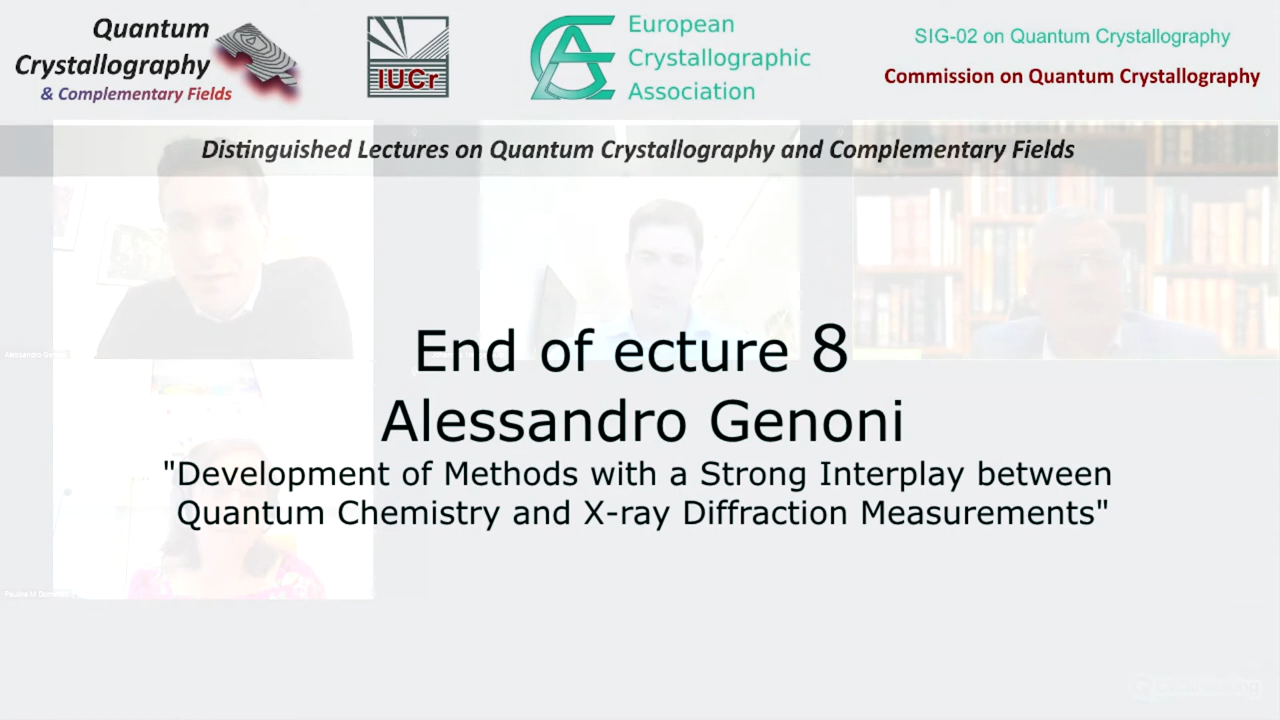 Quantum
Crystallography
& Complementary Fields
IUCr
European
Crystallographic
Association
SIG-02 on Quantum Crystallography
Commission on Quantum Crystallography
Distinguished Lectures on Quantum Crystallography and Complementary Fields
End of ecture 8
Alessandro Genoni
"Development of Methods with a Strong Interplay between
Quantum Chemistry and X-ray Diffraction Measurements"
Alessandro